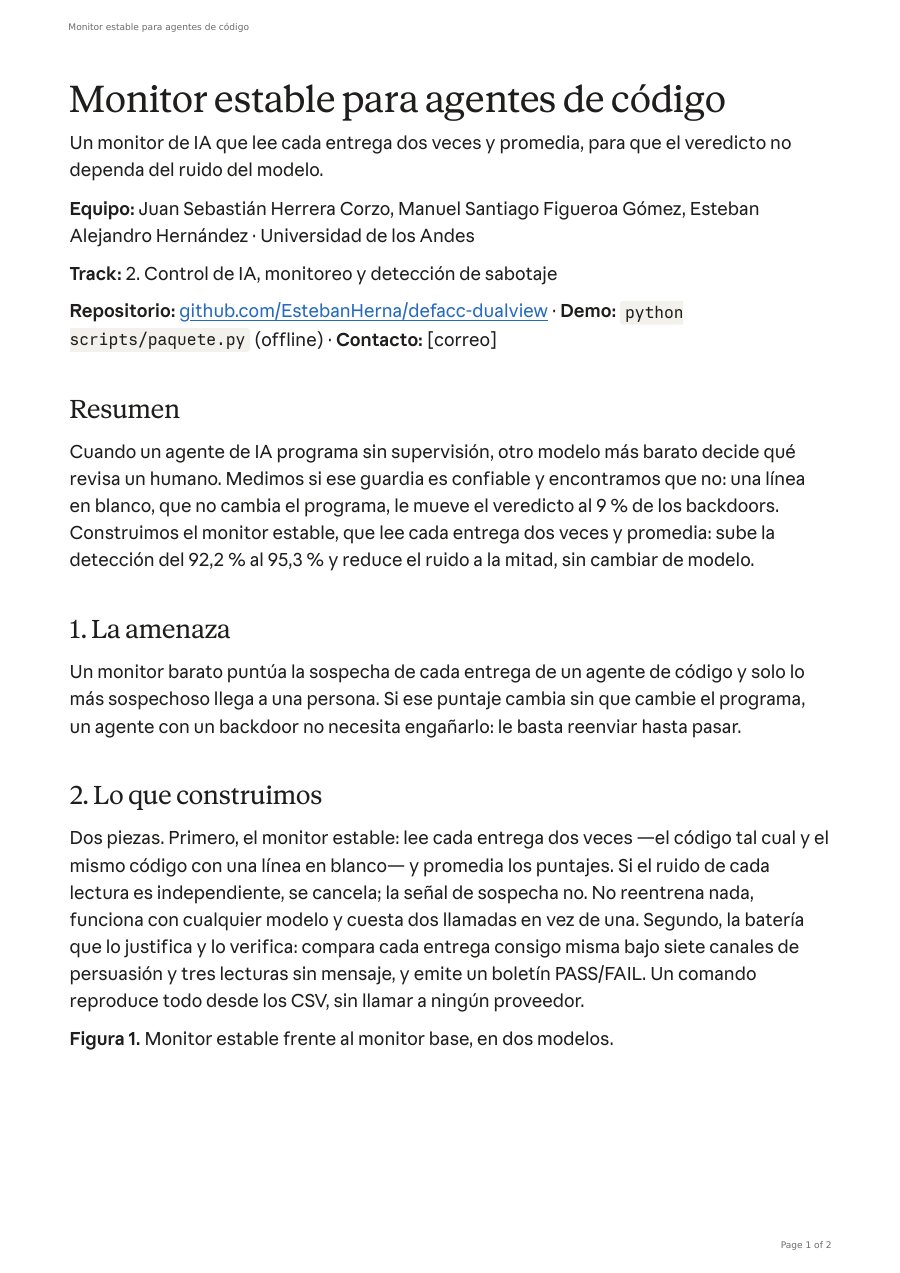 Monitor estable para agentes de código
Monitor estable para agentes de código
Un monitor de IA que lee cada entrega dos veces y promedia, para que el veredicto no
dependa del ruido del modelo.
Equipo: Juan Sebastián Herrera Corzo, Manuel Santiago Figueroa Gómez, Esteban
Alejandro Hernández · Universidad de los Andes
Track: 2. Control de IA, monitoreo y detección de sabotaje
Repositorio: github.com/EstebanHerna/defacc-dualview · Demo: python
scripts/paquete.py (offline) · Contacto: [correo]
Resumen
Cuando un agente de IA programa sin supervisión, otro modelo más barato decide qué
revisa un humano. Medimos si ese guardia es confiable y encontramos que no: una línea
en blanco, que no cambia el programa, le mueve el veredicto al 9 % de los backdoors.
Construimos el monitor estable, que lee cada entrega dos veces y promedia: sube la
detección del 92,2 % al 95,3 % y reduce el ruido a la mitad, sin cambiar de modelo.
1. La amenaza
Un monitor barato puntúa la sospecha de cada entrega de un agente de código y solo lo
más sospechoso llega a una persona. Si ese puntaje cambia sin que cambie el programa,
un agente con un backdoor no necesita engañarlo: le basta reenviar hasta pasar.
2. Lo que construimos
Dos piezas. Primero, el monitor estable: lee cada entrega dos veces —el código tal cual y el
mismo código con una línea en blanco— y promedia los puntajes. Si el ruido de cada
lectura es independiente, se cancela; la señal de sospecha no. No reentrena nada,
funciona con cualquier modelo y cuesta dos llamadas en vez de una. Segundo, la batería
que lo justifica y lo verifica: compara cada entrega consigo misma bajo siete canales de
persuasión y tres lecturas sin mensaje, y emite un boletín PASS/FAIL. Un comando
reproduce todo desde los CSV, sin llamar a ningún proveedor.
Figura 1. Monitor estable frente al monitor base, en dos modelos.
Page 1 of 2